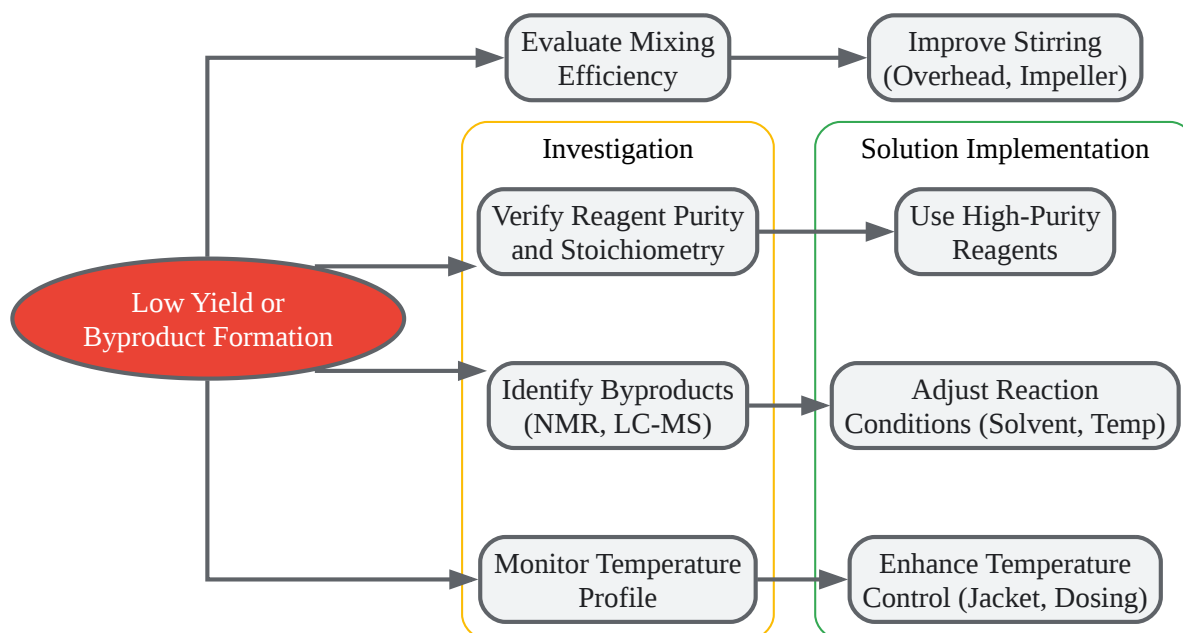 Evaluate Mixing
Efficiency
Improve Stirring
(Overhead, Impeller)
Investigation
Solution Implementation
Verify Reagent Purity
and Stoichiometry
Use High-Purity
Reagents
Low Yield or
Byproduct Formation
Identify Byproducts
(NMR, LC-MS)
Adjust Reaction
Conditions (Solvent, Temp)
Monitor Temperature
Profile
Enhance Temperature
Control (Jacket, Dosing)